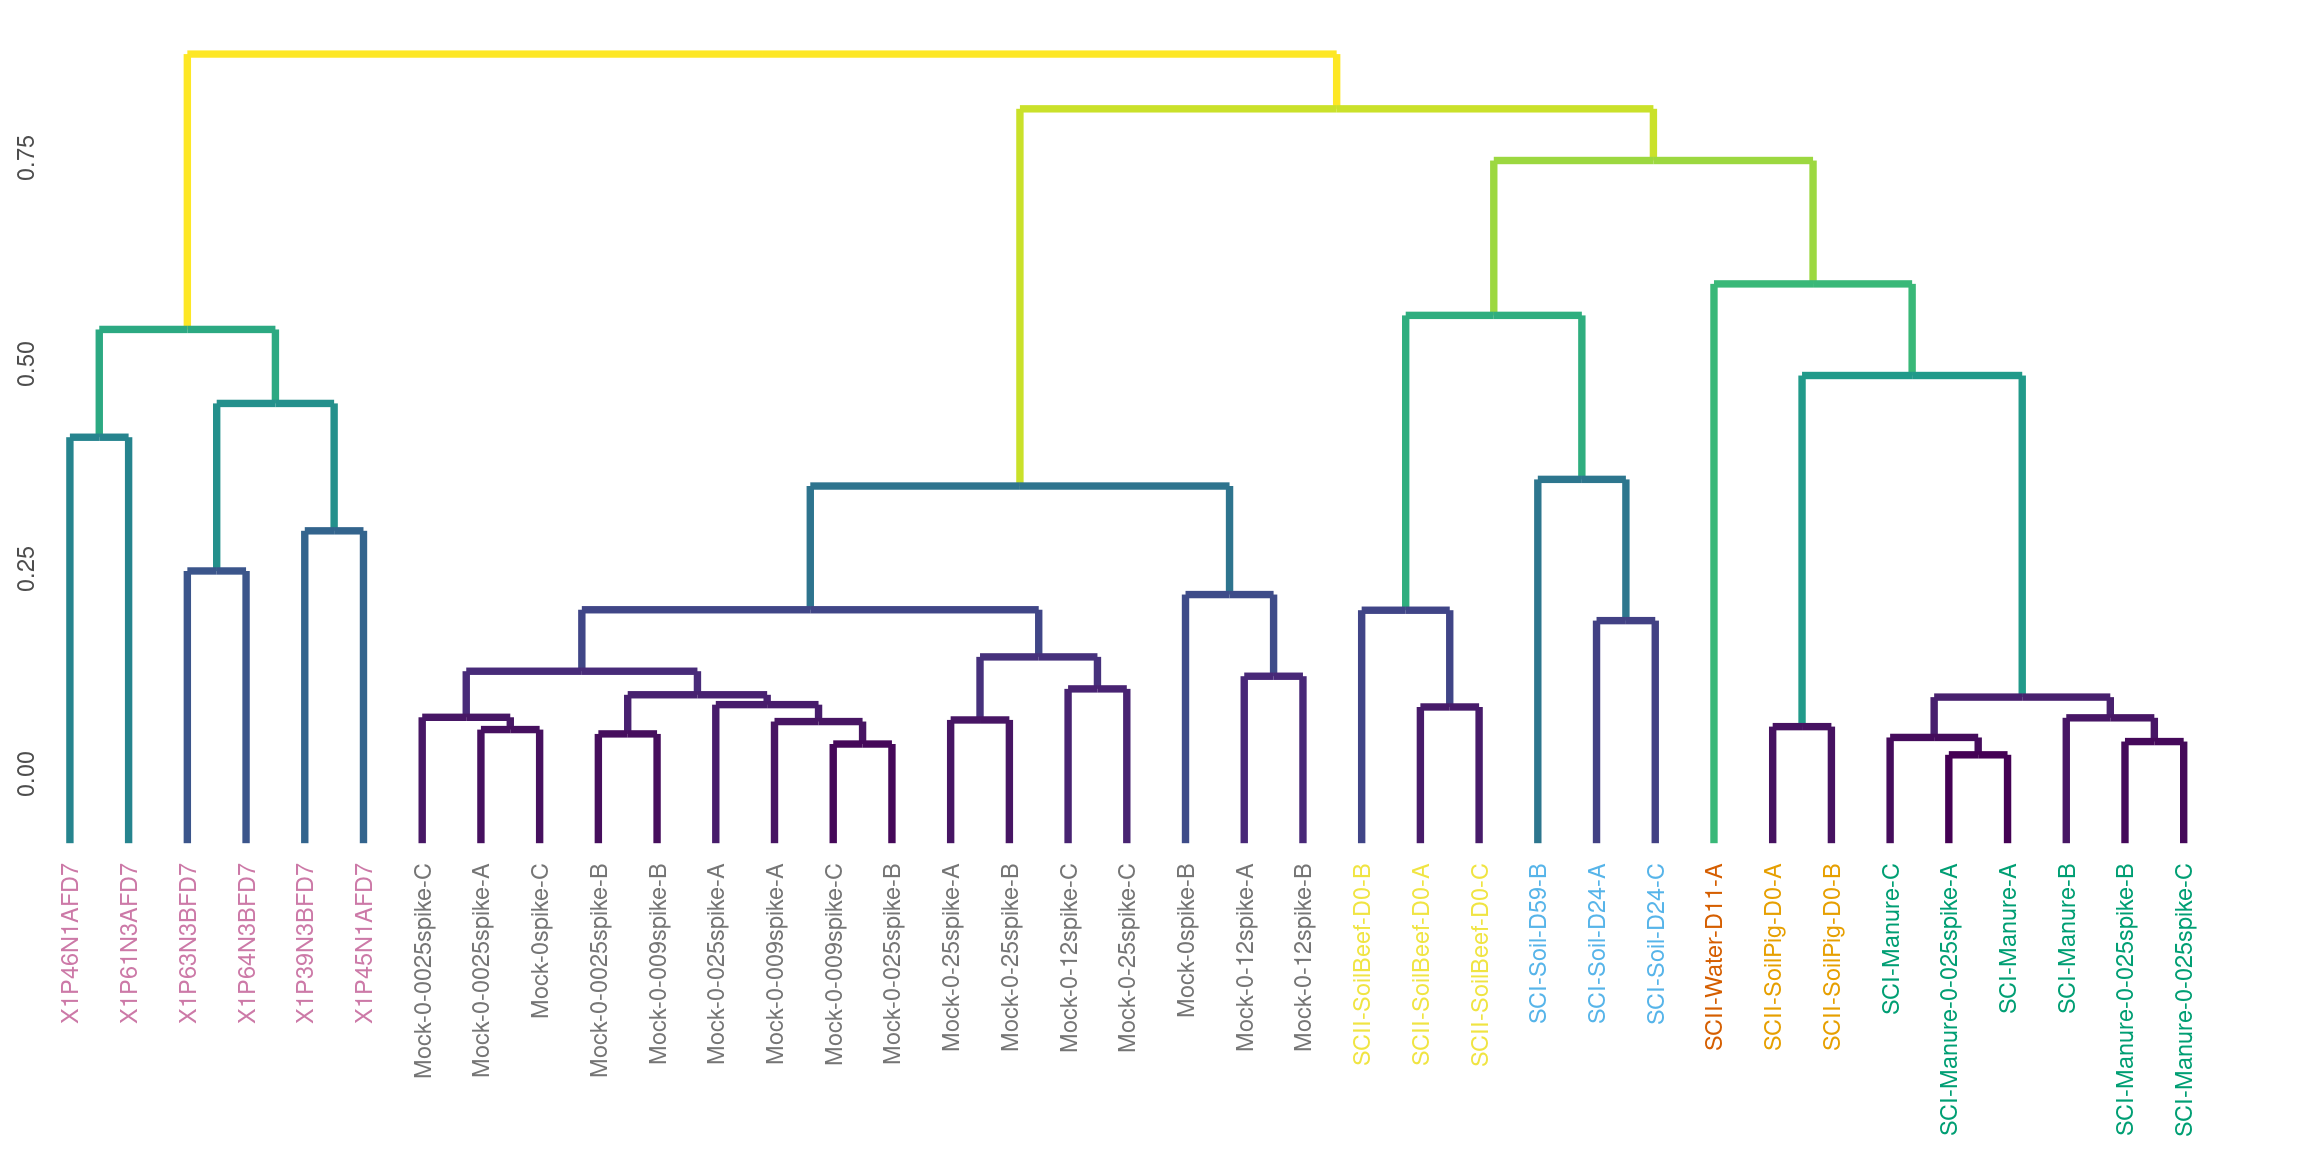 0.75
0.50
0.25
0.00
X1P46N1AFD7
X1P61N3AFD7
X1P63N3BFD7
X1P64N3BFD7
X1P39N3BFD7
X1P45N1AFD7
Mock-0-0025spike-C
Mock-0-0025spike-A
Mock-0spike-C
Mock-0-0025spike-B
Mock-0-009spike-B
Mock-0-025spike-A
Mock-0-009spike-A
Mock-0-009spike-C
Mock-0-025spike-B
Mock-0-25spike-A
Mock-0-25spike-B
Mock-0-12spike-C
Mock-0-25spike-C
Mock-0spike-B
Mock-0-12spike-A
Mock-0-12spike-B
SCII-SoilBeef-D0-B
SCII-SoilBeef-D0-A
SCII-SoilBeef-D0-C
SCI-Soil-D59-B
SCI-Soil-D24-A
SCI-Soil-D24-C
SCII-Water-D11-A
SCII-SoilPig-D0-A
SCII-SoilPig-D0-B
SCI-Manure-C
SCI-Manure-0-025spike-A
SCI-Manure-A
SCI-Manure-B
SCI-Manure-0-025spike-B
SCI-Manure-0-025spike-C